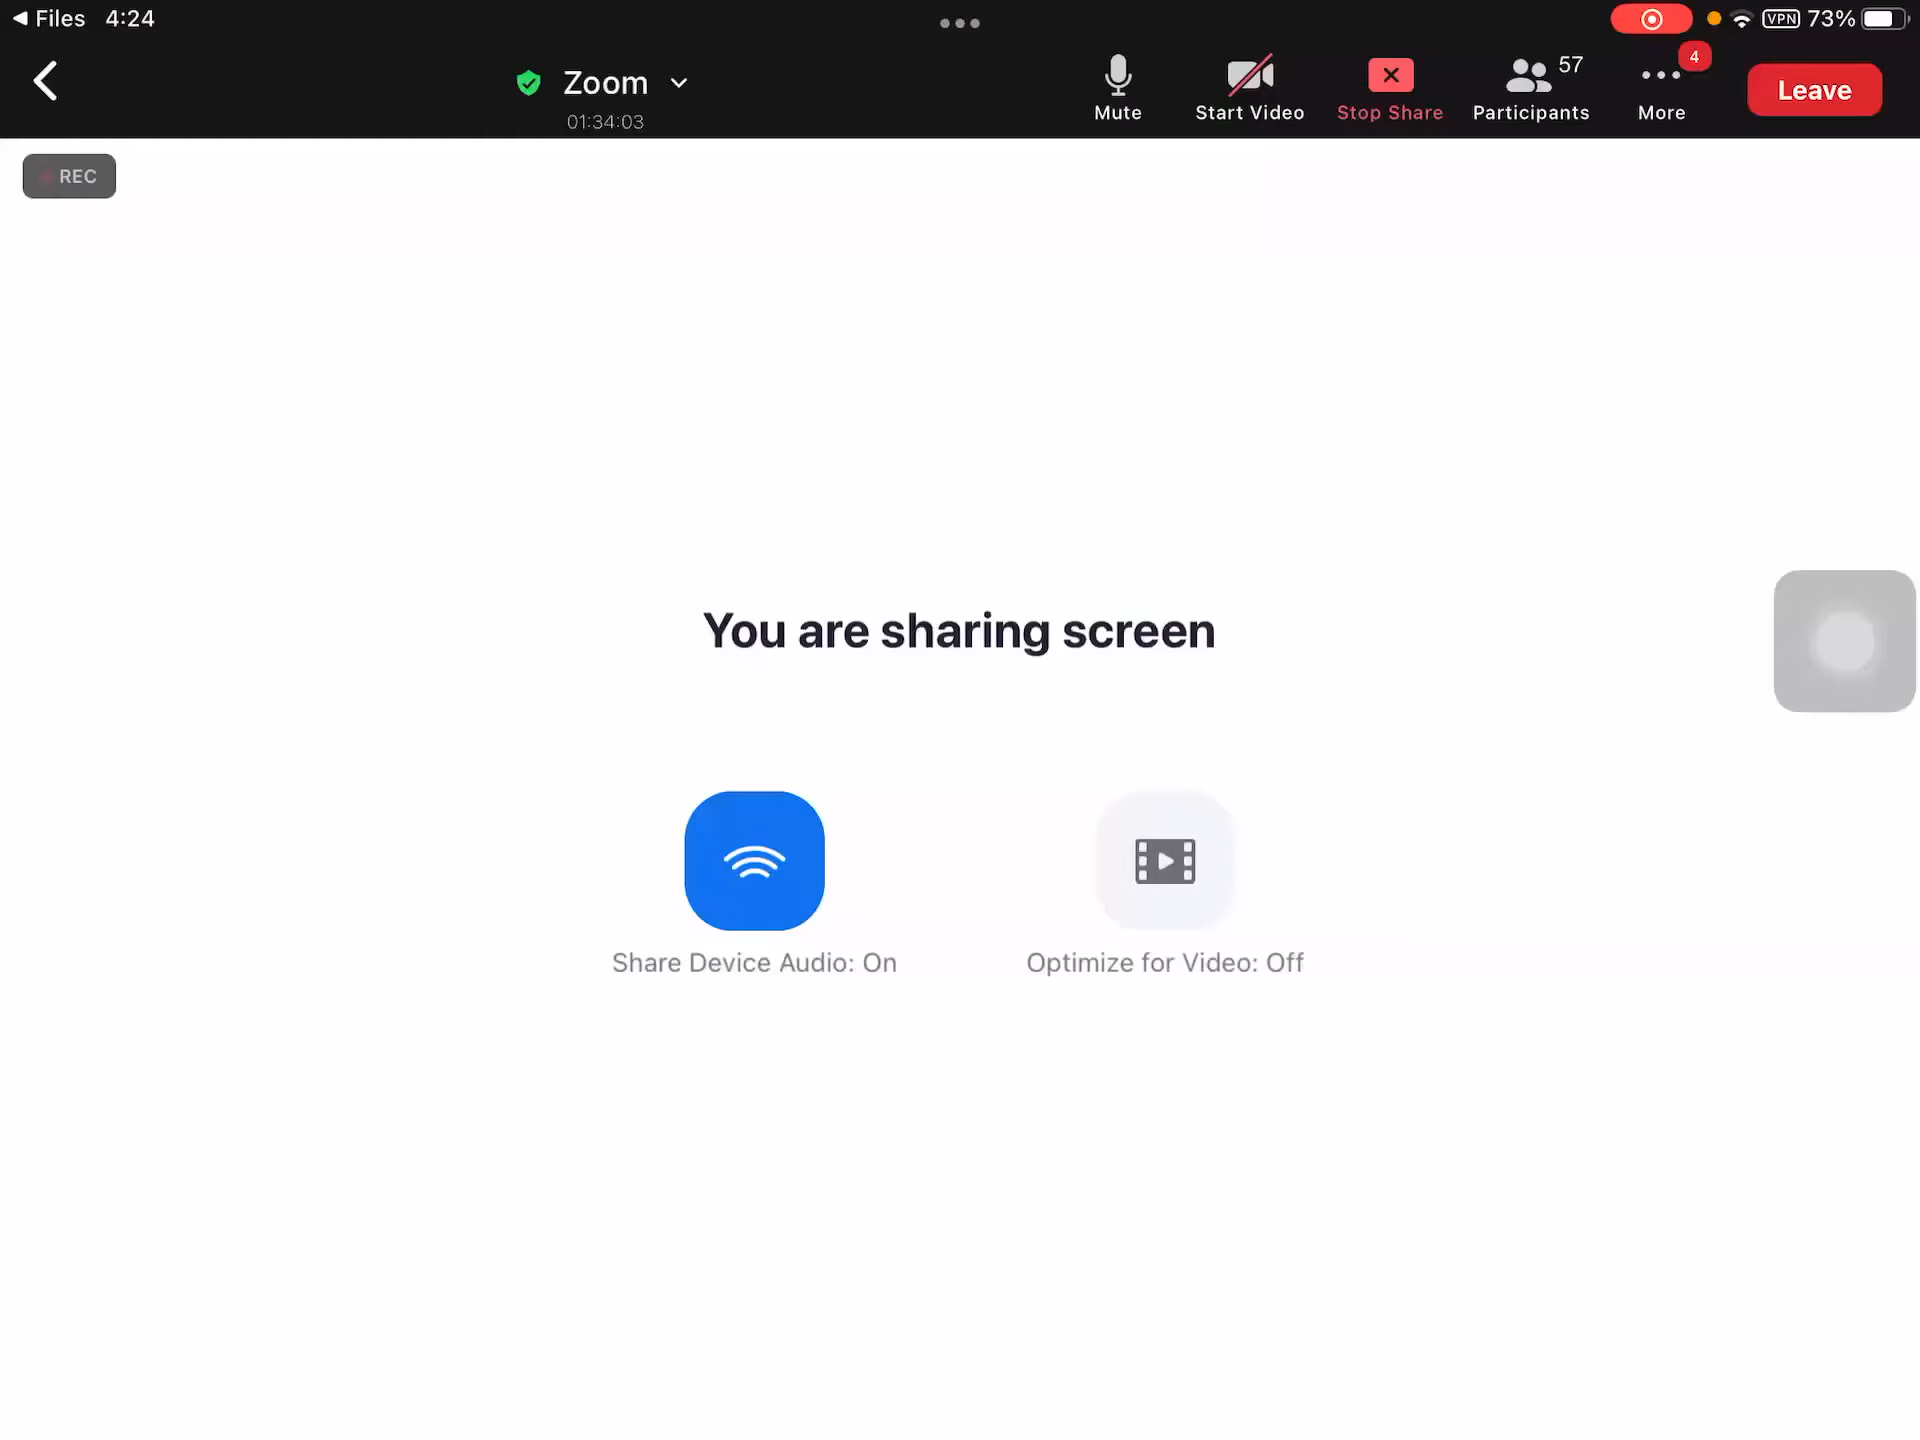 Files 4:24
VPN 73%
Zoom
01:34:03
Mute
Start Video
Stop Share
57
Participants
4
More
Leave
REC
You are sharing screen
Share Device Audio: On
Optimize for Video: Off